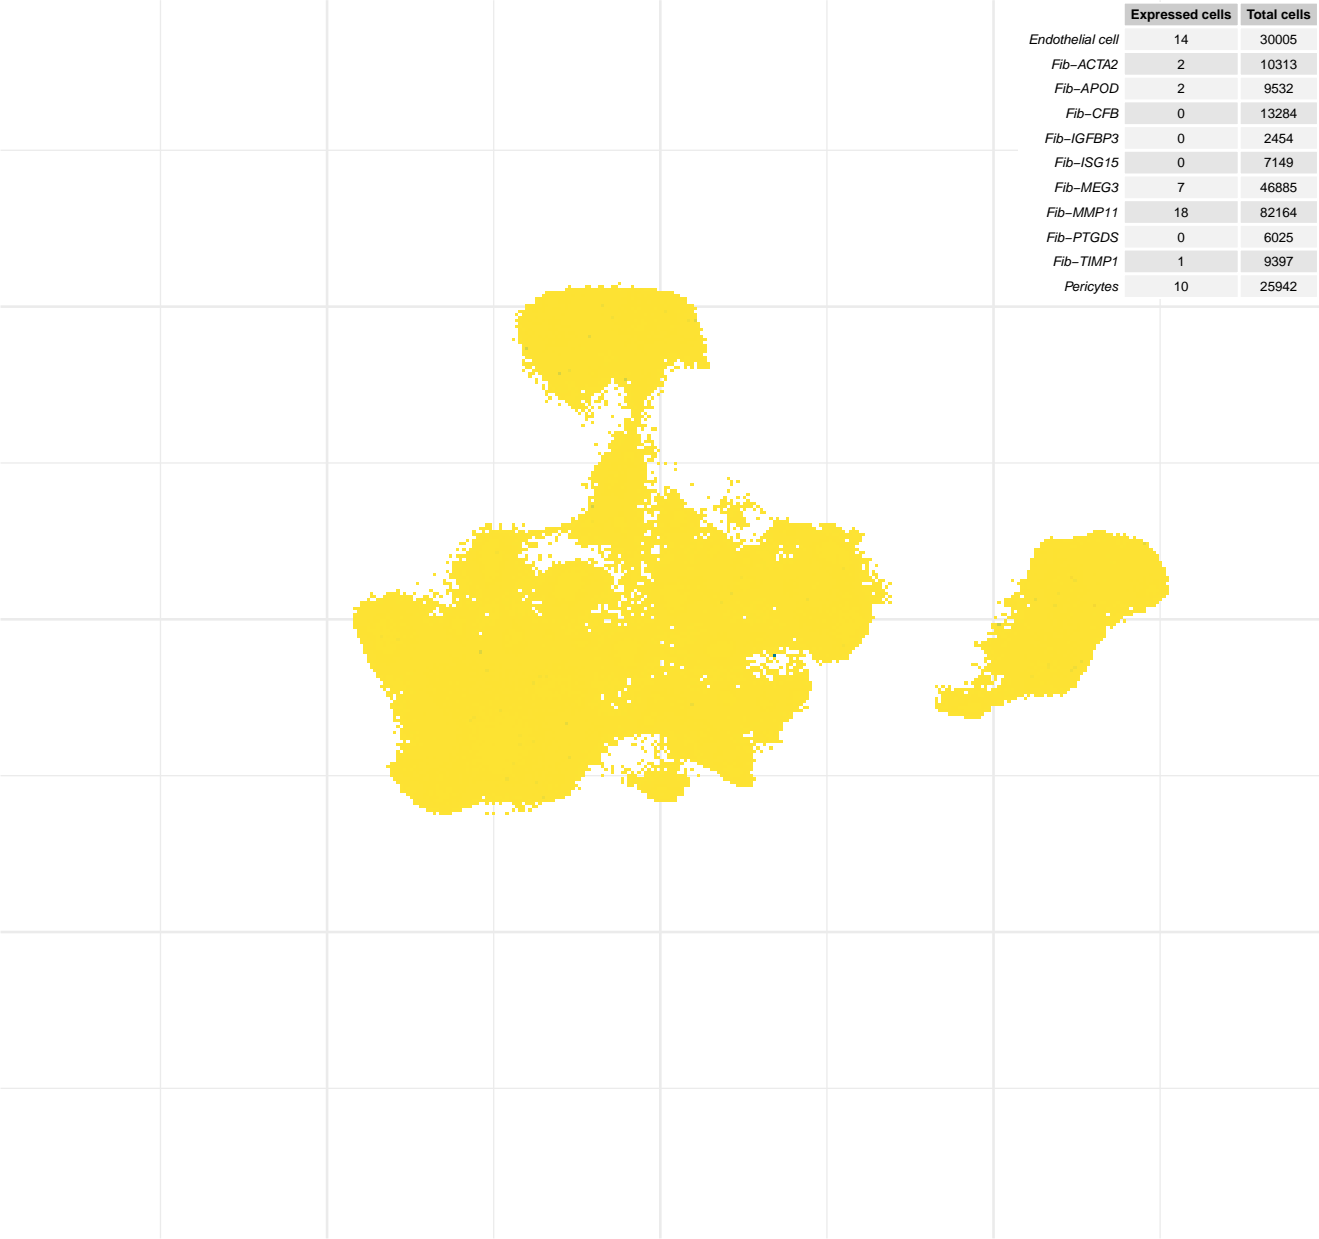 Expressed cells Total cells
Endothelial cell 14 30005
Fib−ACTA2 2 10313
Fib−APOD 2 9532
Fib−CFB 0 13284
Fib−IGFBP3 0 2454
Fib−ISG15 0 7149
Fib−MEG3 7 46885
Fib−MMP11 18 82164
Fib−PTGDS 0 6025
Fib−TIMP1 1 9397
Pericytes 10 25942